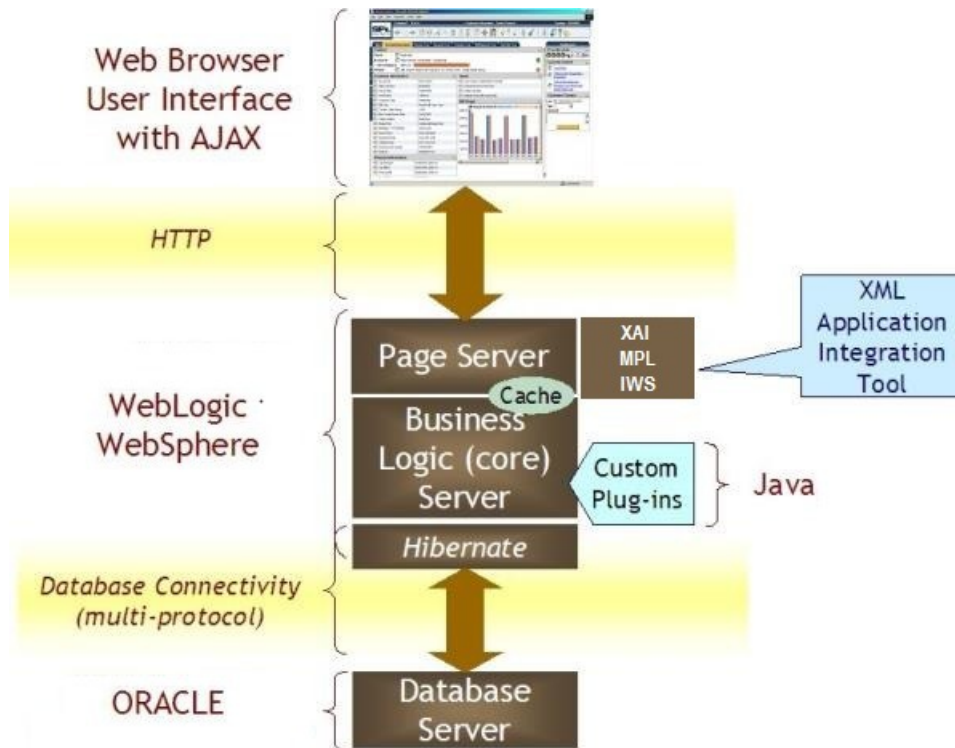 Web Browser
User Interface
with AJAX
HTTP
Page Server
XAI
MPL
IWS
XML
Application
Integration
Tool
Cache
WebLogic
WebSphere
Business
Logic (core)
Server
Custom
Plug-ins
Java
Hibernate
Database Connectivity
(multi-protocol)
ORACLE
Database
Server